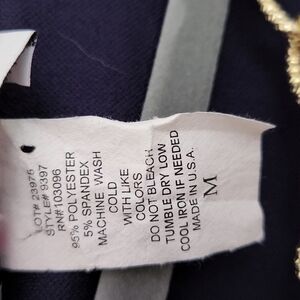 LOT# 23976
STYLE# 9397
RN#103096
95% POLYESTER
5% SPANDEX
MACHINE WASH
COLD
WITH LIKE
COLORS
DO NOT BLEACH
TUMBLE DRY LOW
COOL IRON IF NEEDED
MADE IN U.S.A.
M